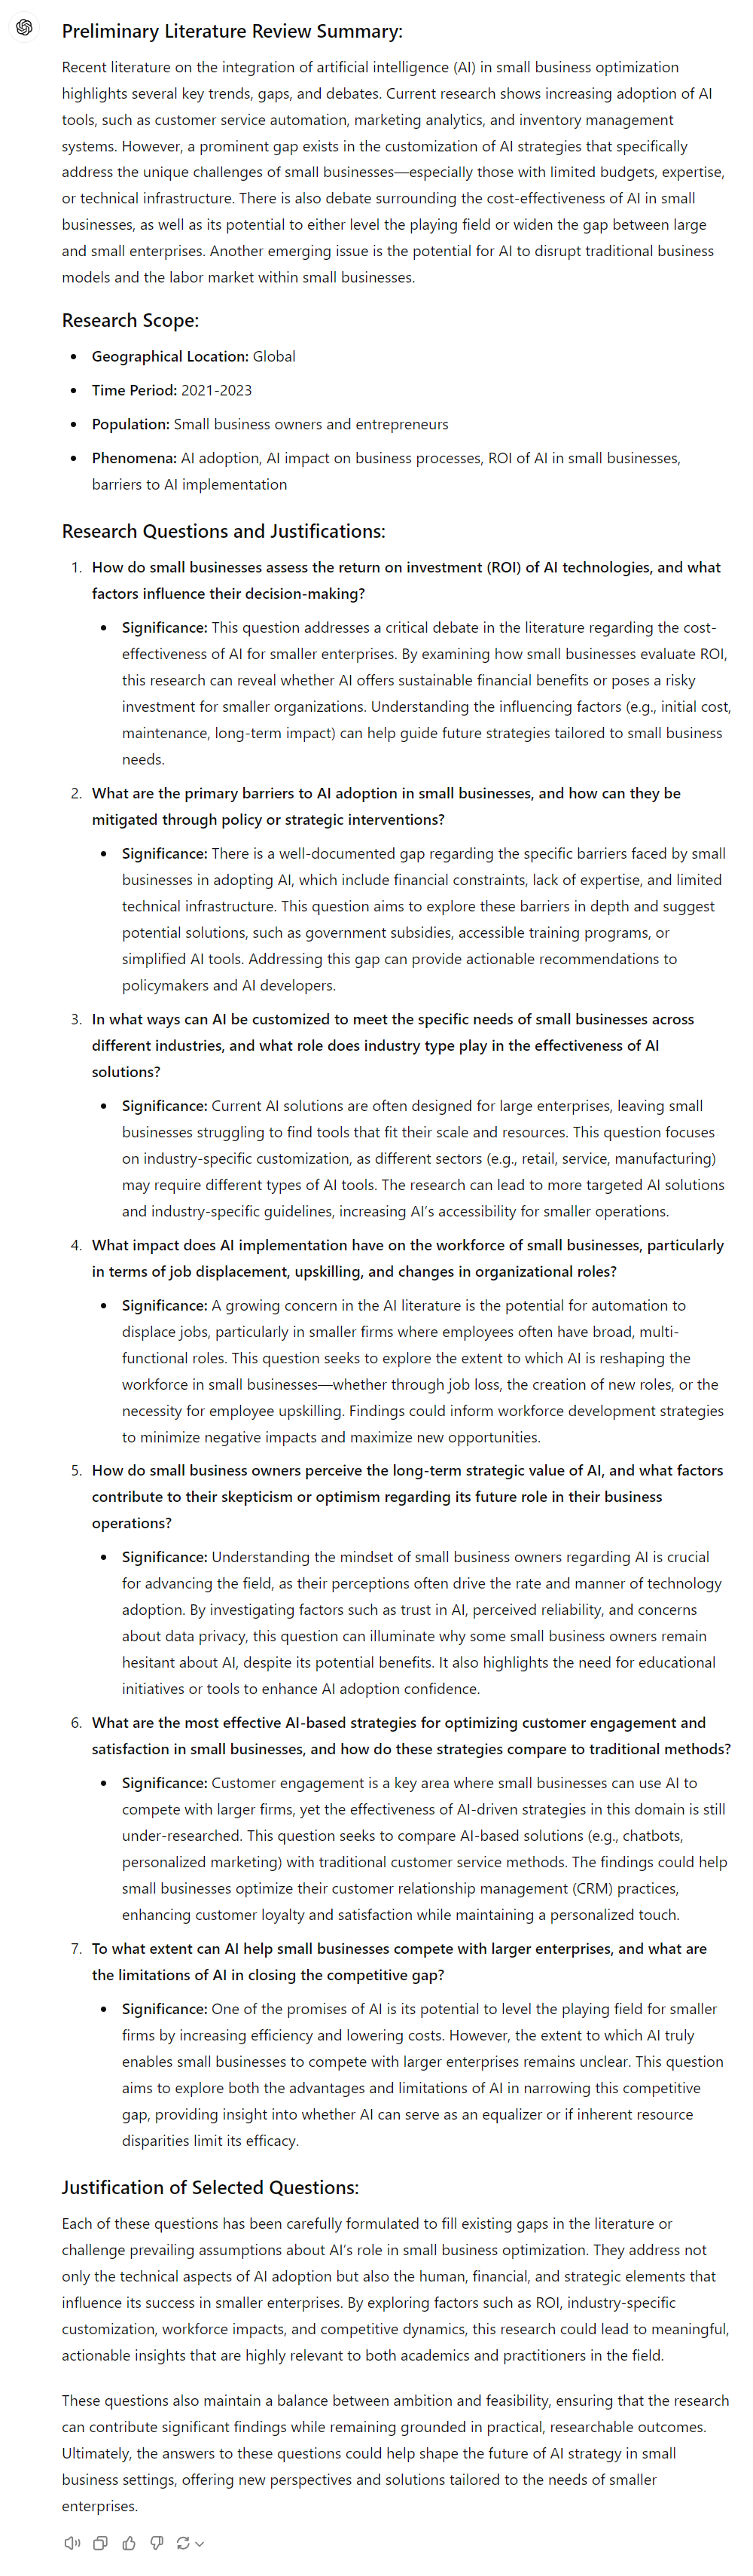 Preliminary Literature Review Summary:
Recent literature on the integration of artificial intelligence (AI) in small business optimization
highlights several key trends, gaps, and debates. Current research shows increasing adoption of AI
tools, such as customer service automation, marketing analytics, and inventory management
systems. However, a prominent gap exists in the customization of AI strategies that specifically
address the unique challenges of small businesses—especially those with limited budgets, expertise,
or technical infrastructure. There is also debate surrounding the cost-effectiveness of AI in small
businesses, as well as its potential to either level the playing field or widen the gap between large
and small enterprises. Another emerging issue is the potential for AI to disrupt traditional business
models and the labor market within small businesses.
Research Scope:
• Geographical Location: Global
• Time Period: 2021-2023
• Population: Small business owners and entrepreneurs
• Phenomena: AI adoption, AI impact on business processes, ROI of AI in small businesses,
barriers to AI implementation
Research Questions and Justifications:
1. How do small businesses assess the return on investment (ROI) of AI technologies, and what
factors influence their decision-making?
• Significance: This question addresses a critical debate in the literature regarding the cost-
effectiveness of AI for smaller enterprises. By examining how small businesses evaluate ROI,
this research can reveal whether AI offers sustainable financial benefits or poses a risky
investment for smaller organizations. Understanding the influencing factors (e.g., initial cost,
maintenance, long-term impact) can help guide future strategies tailored to small business
needs.
2. What are the primary barriers to AI adoption in small businesses, and how can they be
mitigated through policy or strategic interventions?
• Significance: There is a well-documented gap regarding the specific barriers faced by small
businesses in adopting AI, which include financial constraints, lack of expertise, and limited
technical infrastructure. This question aims to explore these barriers in depth and suggest
potential solutions, such as government subsidies, accessible training programs, or
simplified AI tools. Addressing this gap can provide actionable recommendations to
policymakers and AI developers.
3. In what ways can AI be customized to meet the specific needs of small businesses across
different industries, and what role does industry type play in the effectiveness of AI
solutions?
• Significance: Current AI solutions are often designed for large enterprises, leaving small
businesses struggling to find tools that fit their scale and resources. This question focuses
on industry-specific customization, as different sectors (e.g., retail, service, manufacturing)
may require different types of AI tools. The research can lead to more targeted AI solutions
and industry-specific guidelines, increasing AI's accessibility for smaller operations.
4. What impact does AI implementation have on the workforce of small businesses, particularly
in terms of job displacement, upskilling, and changes in organizational roles?
• Significance: A growing concern in the AI literature is the potential for automation to
displace jobs, particularly in smaller firms where employees often have broad, multi-
functional roles. This question seeks to explore the extent to which AI is reshaping the
workforce in small businesses—whether through job loss, the creation of new roles, or the
necessity for employee upskilling. Findings could inform workforce development strategies
to minimize negative impacts and maximize new opportunities.
5. How do small business owners perceive the long-term strategic value of AI, and what factors
contribute to their skepticism or optimism regarding its future role in their business
operations?
• Significance: Understanding the mindset of small business owners regarding AI is crucial
for advancing the field, as their perceptions often drive the rate and manner of technology
adoption. By investigating factors such as trust in AI, perceived reliability, and concerns
about data privacy, this question can illuminate why some small business owners remain
hesitant about AI, despite its potential benefits. It also highlights the need for educational
initiatives or tools to enhance AI adoption confidence.
6. What are the most effective AI-based strategies for optimizing customer engagement and
satisfaction in small businesses, and how do these strategies compare to traditional methods?
• Significance: Customer engagement is a key area where small businesses can use AI to
compete with larger firms, yet the effectiveness of AI-driven strategies in this domain is still
under-researched. This question seeks to compare AI-based solutions (e.g., chatbots,
personalized marketing) with traditional customer service methods. The findings could help
small businesses optimize their customer relationship management (CRM) practices,
enhancing customer loyalty and satisfaction while maintaining a personalized touch.
7. To what extent can AI help small businesses compete with larger enterprises, and what are
the limitations of AI in closing the competitive gap?
• Significance: One of the promises of AI is its potential to level the playing field for smaller
firms by increasing efficiency and lowering costs. However, the extent to which AI truly
enables small businesses to compete with larger enterprises remains unclear. This question
aims to explore both the advantages and limitations of AI in narrowing this competitive
gap, providing insight into whether AI can serve as an equalizer or if inherent resource
disparities limit its efficacy.
Justification of Selected Questions:
Each of these questions has been carefully formulated to fill existing gaps in the literature or
challenge prevailing assumptions about AI's role in small business optimization. They address not
only the technical aspects of AI adoption but also the human, financial, and strategic elements that
influence its success in smaller enterprises. By exploring factors such as ROI, industry-specific
customization, workforce impacts, and competitive dynamics, this research could lead to meaningful,
actionable insights that are highly relevant to both academics and practitioners in the field.
These questions also maintain a balance between ambition and feasibility, ensuring that the research
can contribute significant findings while remaining grounded in practical, researchable outcomes.
Ultimately, the answers to these questions could help shape the future of AI strategy in small
business settings, offering new perspectives and solutions tailored to the needs of smaller
enterprises.